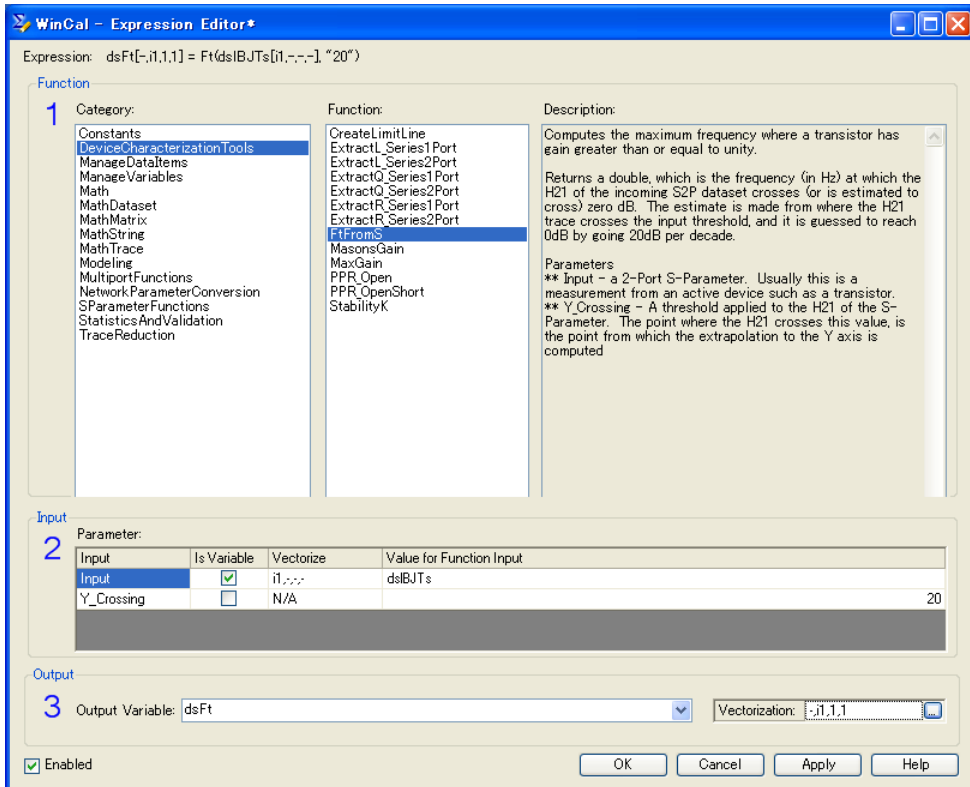 WinCal - Expression Editor*
Expression: dsFt[-,i1,1,1] = Ft(dsIBJTs[i1,-,-,-], "20")
Function
1
Category:
Function:
Description:
Constants
DeviceCharacterizationTools
ManageDataItems
ManageVariables
Math
MathDataset
MathMatrix
MathString
MathTrace
Modeling
MultiportFunctions
NetworkParameterConversion
SParameterFunctions
StatisticsAndValidation
TraceReduction
CreateLimitLine
ExtractL_Series1Port
ExtractL_Series2Port
ExtractQ_Series1Port
ExtractQ_Series2Port
ExtractR_Series1Port
ExtractR_Series2Port
FtFromS
MasonsGain
MaxGain
PPR_Open
PPR_OpenShort
StabilityK
Computes the maximum frequency where a transistor has
gain greater than or equal to unity.
Returns a double, which is the frequency (in Hz) at which the
H21 of the incoming S2P dataset crosses (or is estimated to
cross) zero dB. The estimate is made from where the H21
trace crosses the input threshold, and it is guessed to reach
0dB by going 20dB per decade.
Parameters
** Input - a 2-Port S-Parameter. Usually this is a
measurement from an active device such as a transistor.
** Y_Crossing - A threshold applied to the H21 of the S-
Parameter. The point where the H21 crosses this value, is
the point from which the extrapolation to the Y axis is
computed
Input
2
Parameter:
Input Is Variable Vectorize Value for Function Input
Input i1,-,-,- dsIBJTs
Y_Crossing N/A 20
Output
3
Output Variable: dsFt
Vectorization: -,i1,1,1 ...
Enabled
OK Cancel Apply Help